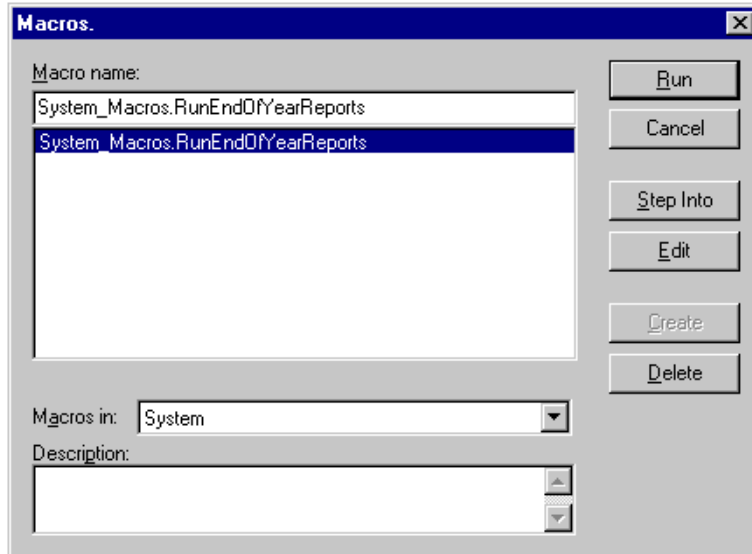 Macros.
Macro name:
System_Macros.RunEndOfYearReports
System_Macros.RunEndOfYearReports
Run
Cancel
Step Into
Edit
Create
Delete
Macros in: System
Description: